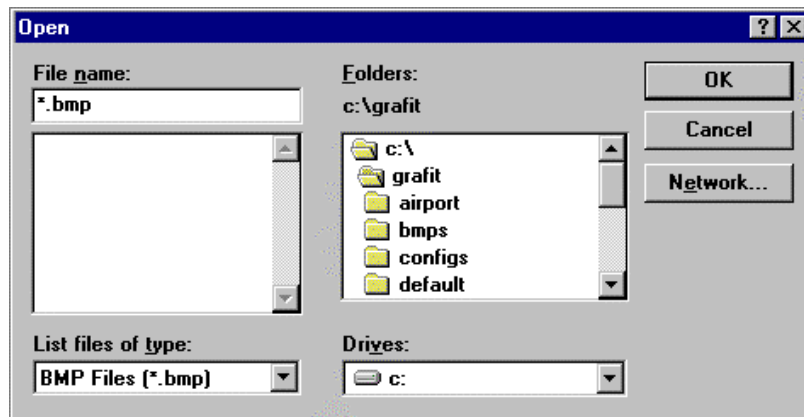 Open
File name:
*.bmp
Folders:
c:\grafit
c:\
grafit
airport
bmps
configs
default
OK
Cancel
Network...
List files of type:
BMP Files (*.bmp)
Drives:
c: